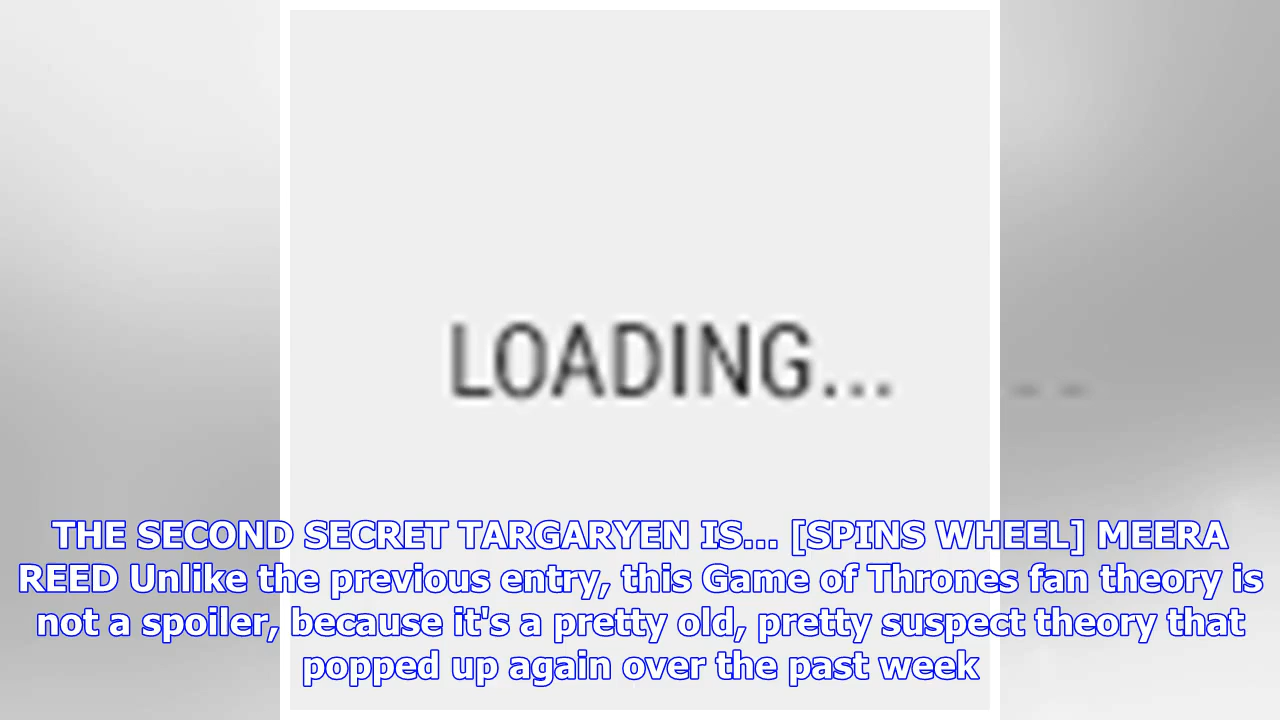 LOADING...
THE SECOND SECRET TARGARYEN IS... [SPINS WHEEL] MEERA
REED Unlike the previous entry, this Game of Thrones fan theory is
not a spoiler, because it's a pretty old, pretty suspect theory that
popped up again over the past week